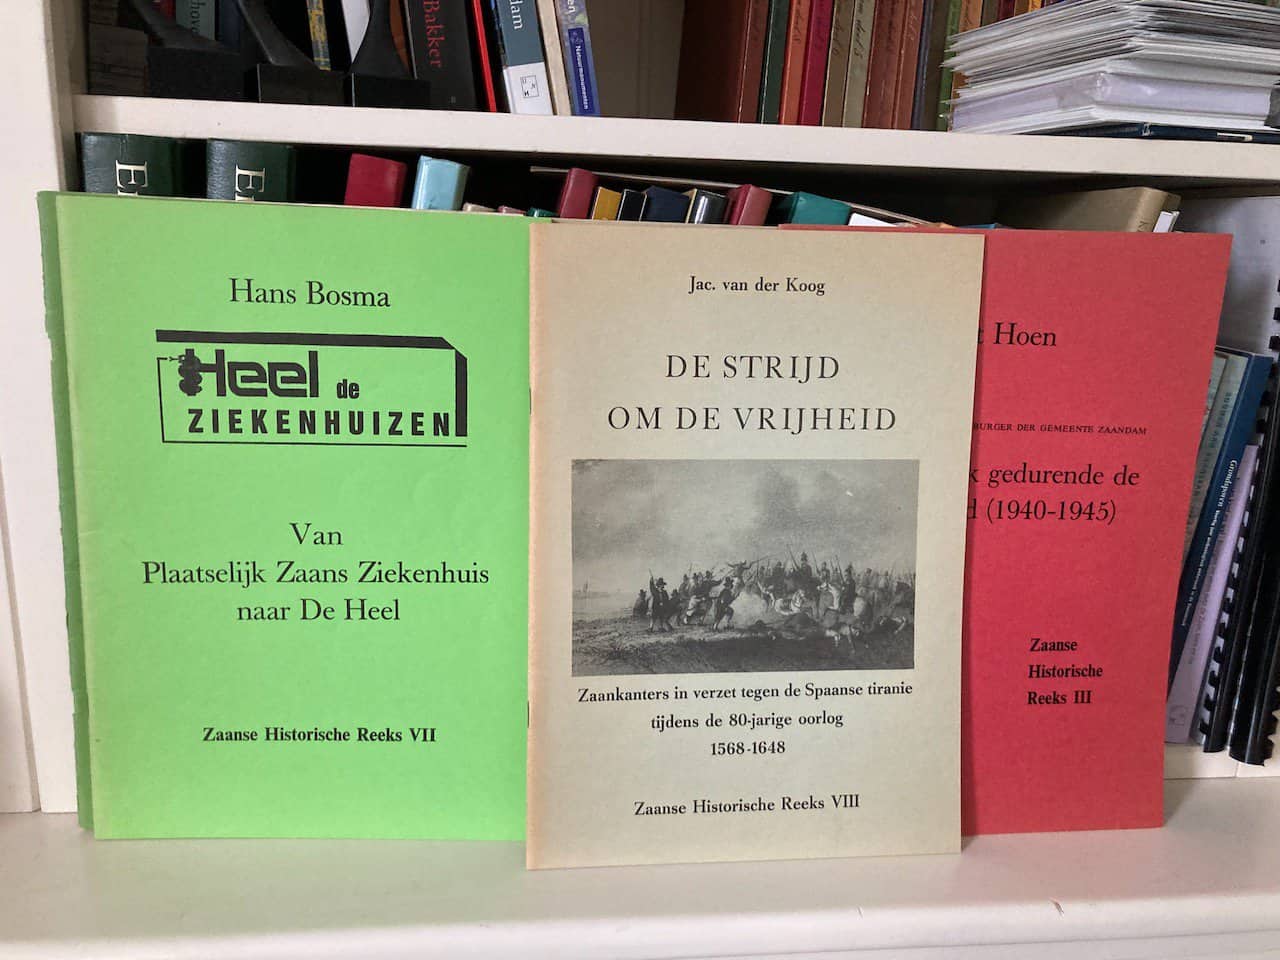 Bakker
dam
Natuurmonumenten
Hans Bosma
Heel de
ZIEKENHUIZEN
Van
Plaatselijk Zaans Ziekenhuis
naar De Heel
Zaanse Historische Reeks VII
Jac. van der Koog
DE STRIJD
OM DE VRIJHEID
Zaankanters in verzet tegen de Spaanse tiranie
tijdens de 80-jarige oorlog
1568-1648
Zaanse Historische Reeks VIII
t Hoen
BURGER DER GEMEENTE ZAANDAM
k gedurende de
d (1940-1945)
Zaanse
Historische
Reeks III